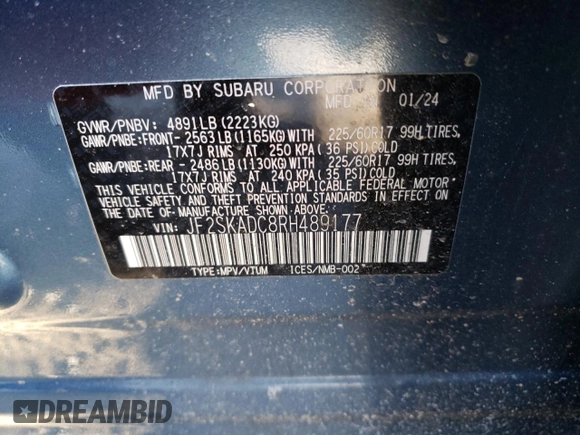 MFD BY SUBARU CORPORATION
MFD. 01/24
GVWR/PNBV: 4891LB (2223KG)
GAWR/PNBE: FRONT- 2563LB (1165KG) WITH 225/60R17 99H TIRES,
17X7J RIMS AT 250 KPA (36 PSI) COLD
GAWR/PNBE: REAR - 2486LB (1130KG) WITH 225/60R17 99H TIRES,
17X7J RIMS AT 240 KPA (35 PSI) COLD
THIS VEHICLE CONFORMS TO ALL APPLICABLE FEDERAL MOTOR
VEHICLE SAFETY, BUMPER, AND THEFT PREVENTION STANDARDS
IN EFFECT ON THE DATE OF MANUFACTURE
SHOWN ABOVE.
VIN: JF2SKADC8RH489177
TYPE: MPV/VTUM ICES/NMB-002
DREAMBID